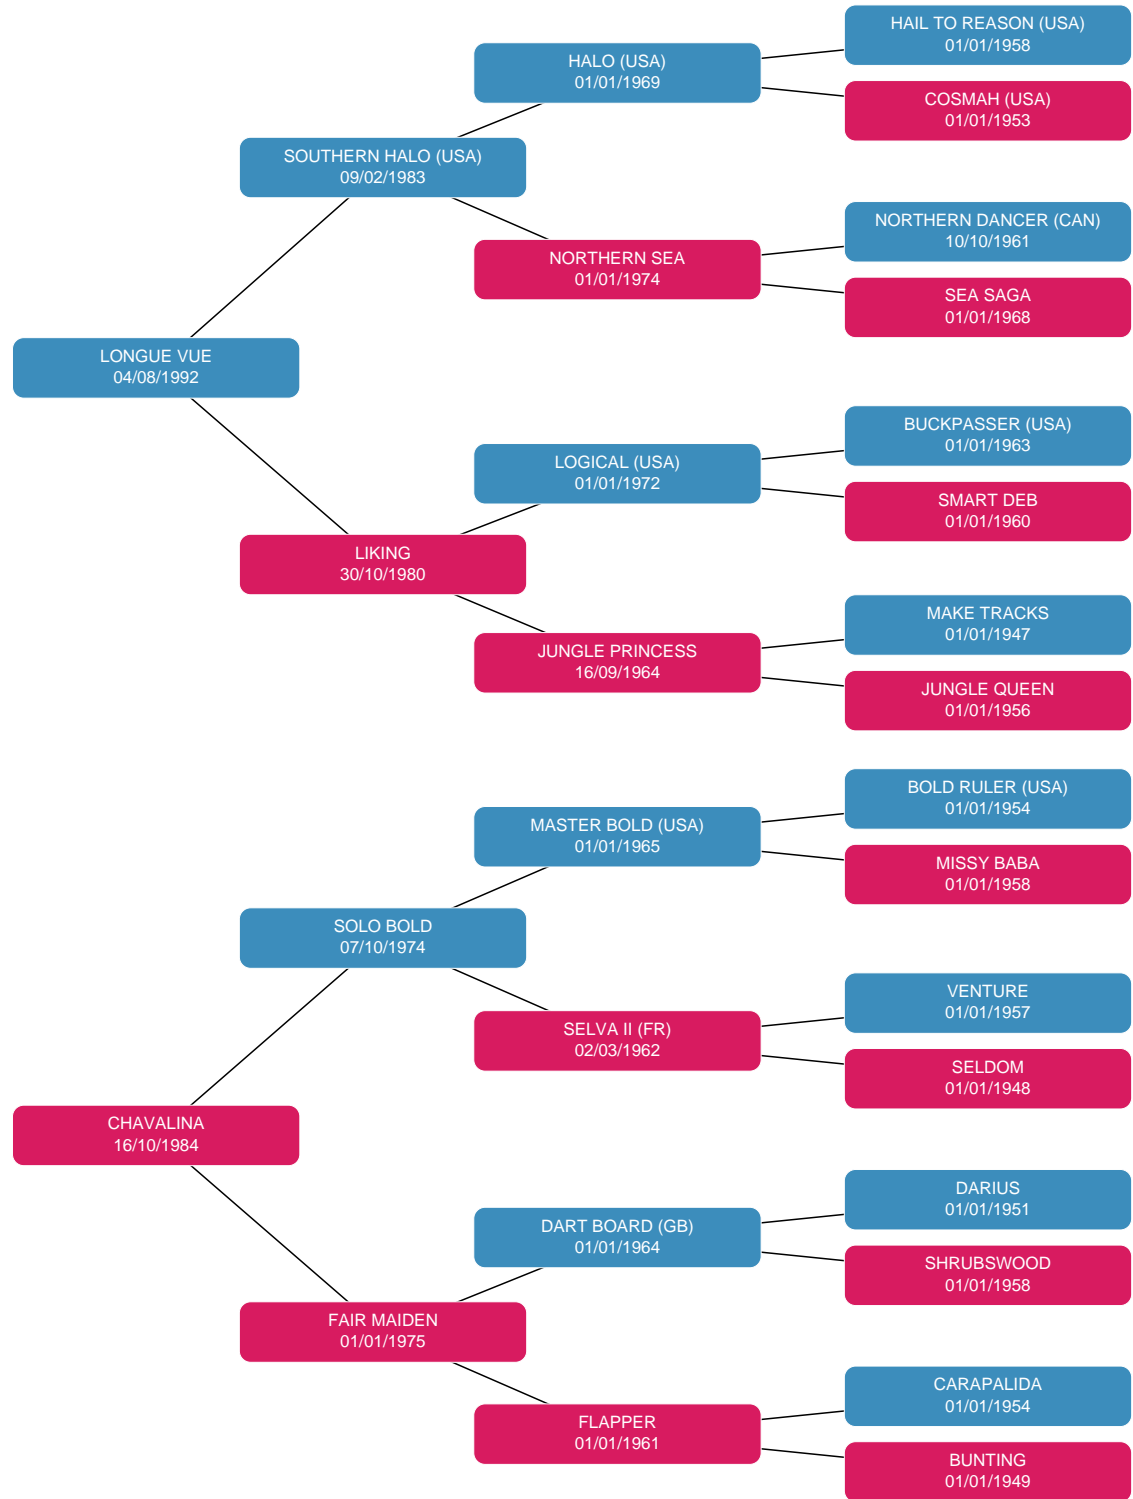 HAIL TO REASON (USA)
01/01/1958
HALO (USA)
01/01/1969
COSMAH (USA)
01/01/1953
SOUTHERN HALO (USA)
09/02/1983
NORTHERN DANCER (CAN)
10/10/1961
NORTHERN SEA
01/01/1974
SEA SAGA
01/01/1968
LONGUE VUE
04/08/1992
BUCKPASSER (USA)
01/01/1963
LOGICAL (USA)
01/01/1972
SMART DEB
01/01/1960
LIKING
30/10/1980
MAKE TRACKS
01/01/1947
JUNGLE PRINCESS
16/09/1964
JUNGLE QUEEN
01/01/1956
BOLD RULER (USA)
01/01/1954
MASTER BOLD (USA)
01/01/1965
MISSY BABA
01/01/1958
SOLO BOLD
07/10/1974
VENTURE
01/01/1957
SELVA II (FR)
02/03/1962
SELDOM
01/01/1948
CHAVALINA
16/10/1984
DARIUS
01/01/1951
DART BOARD (GB)
01/01/1964
SHRUBSWOOD
01/01/1958
FAIR MAIDEN
01/01/1975
CARAPALIDA
01/01/1954
FLAPPER
01/01/1961
BUNTING
01/01/1949